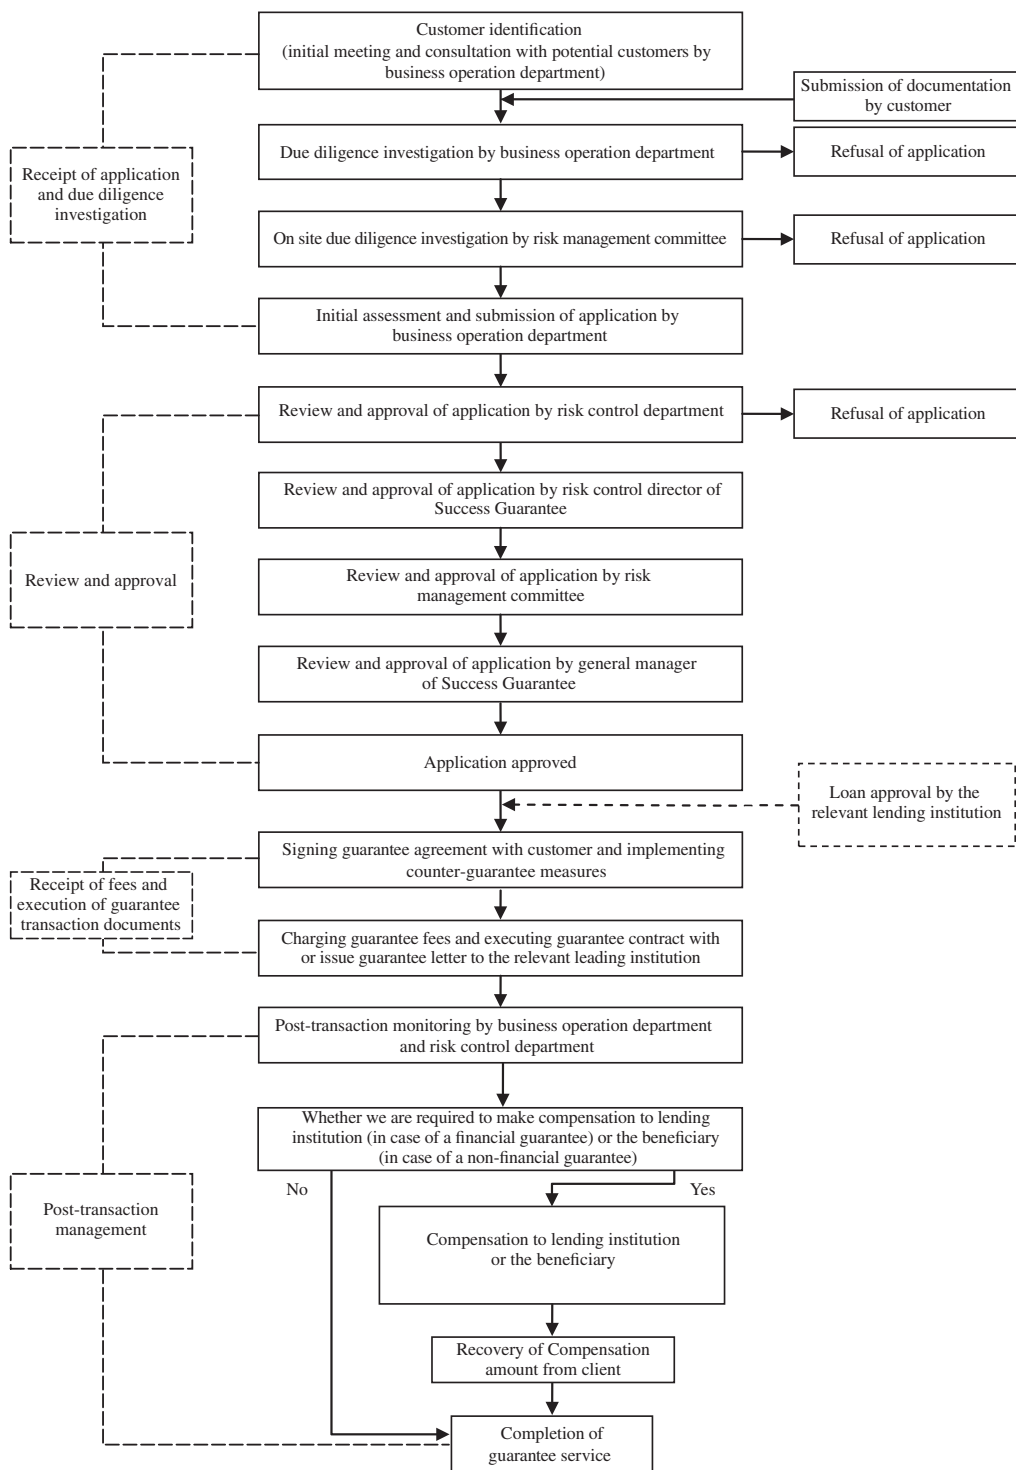 Customer identification
(initial meeting and consultation with potential customers by
business operation department)
Submission of documentation
by customer
Due diligence investigation by business operation department
Refusal of application
Receipt of application
and due diligence
investigation
On site due diligence investigation by risk management committee
Refusal of application
Initial assessment and submission of application by
business operation department
Review and approval of application by risk control department
Refusal of application
Review and approval of application by risk control director of
Success Guarantee
Review and approval
Review and approval of application by risk
management committee
Review and approval of application by general manager
of Success Guarantee
Application approved
Loan approval by the
relevant lending institution
Signing guarantee agreement with customer and implementing
counter-guarantee measures
Receipt of fees and
execution of guarantee
transaction documents
Charging guarantee fees and executing guarantee contract with
or issue guarantee letter to the relevant leading institution
Post-transaction monitoring by business operation department
and risk control department
Whether we are required to make compensation to lending
institution (in case of a financial guarantee) or the beneficiary
(in case of a non-financial guarantee)
No
Yes
Post-transaction
management
Compensation to lending institution
or the beneficiary
Recovery of Compensation
amount from client
Completion of
guarantee service